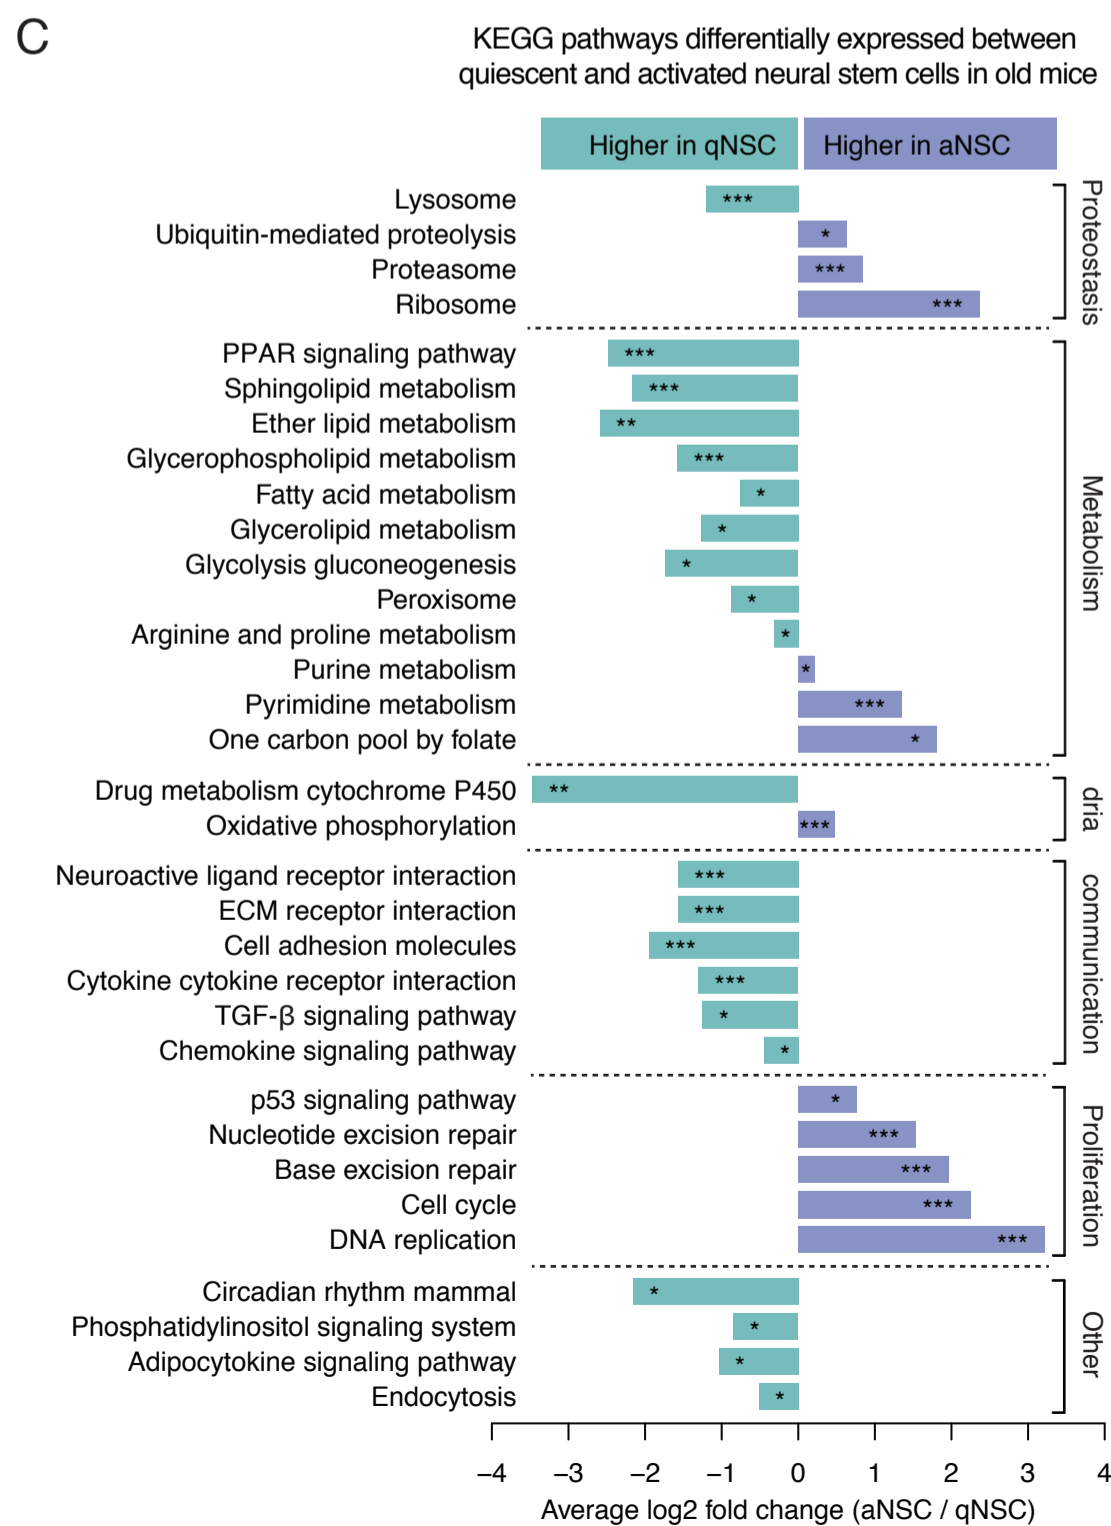 C
KEGG pathways differentially expressed between
quiescent and activated neural stem cells in old mice
Higher in qNSC Higher in aNSC
Lysosome ***
Ubiquitin-mediated proteolysis *
Proteasome ***
Ribosome ***
Proteostasis
PPAR signaling pathway ***
Sphingolipid metabolism ***
Ether lipid metabolism **
Glycerophospholipid metabolism ***
Fatty acid metabolism *
Glycerolipid metabolism *
Glycolysis gluconeogenesis *
Peroxisome *
Arginine and proline metabolism *
Purine metabolism *
Pyrimidine metabolism ***
One carbon pool by folate *
Metabolism
Drug metabolism cytochrome P450 **
Oxidative phosphorylation ***
dria
Neuroactive ligand receptor interaction ***
ECM receptor interaction ***
Cell adhesion molecules ***
Cytokine cytokine receptor interaction ***
TGF-β signaling pathway *
Chemokine signaling pathway *
communication
p53 signaling pathway *
Nucleotide excision repair ***
Base excision repair ***
Cell cycle ***
DNA replication ***
Proliferation
Circadian rhythm mammal *
Phosphatidylinositol signaling system *
Adipocytokine signaling pathway *
Endocytosis *
Other
−4 −3 −2 −1 0 1 2 3 4
Average log2 fold change (aNSC / qNSC)